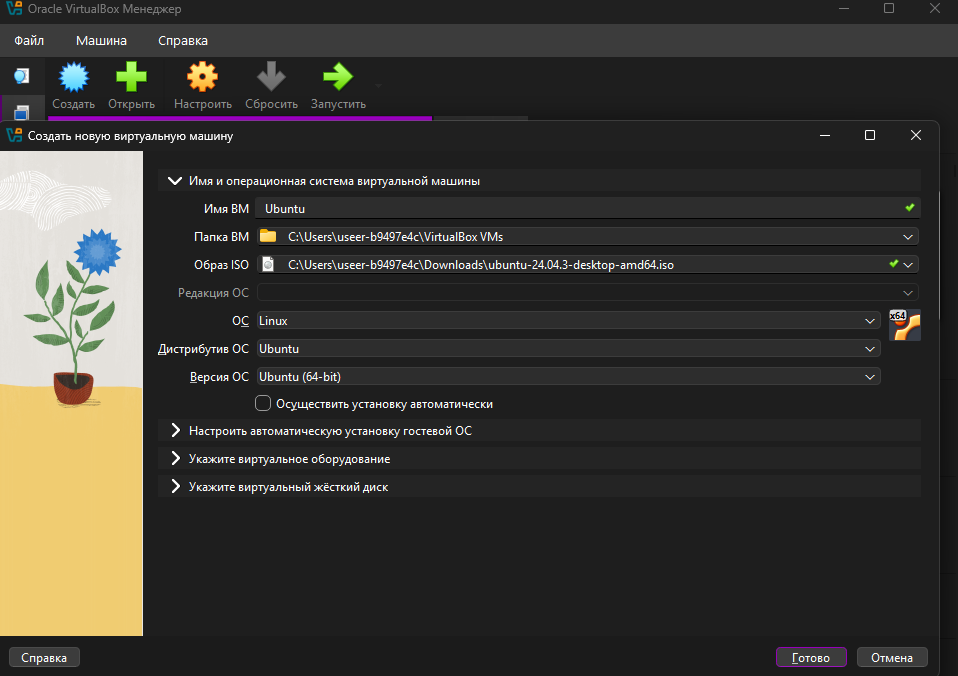 Oracle VirtualBox Менеджер
Файл Машина Справка
Создать Открыть Настроить Сбросить Запустить
Создать новую виртуальную машину
Имя и операционная система виртуальной машины
Имя ВМ Ubuntu
Папка ВМ C:\Users\useer-b9497e4c\VirtualBox VMs
Образ ISO C:\Users\useer-b9497e4c\Downloads\ubuntu-24.04.3-desktop-amd64.iso
Редакция ОС
ОС Linux
x64
Дистрибутив ОС Ubuntu
Версия ОС Ubuntu (64-bit)
Осуществить установку автоматически
Настроить автоматическую установку гостевой ОС
Укажите виртуальное оборудование
Укажите виртуальный жёсткий диск
Справка Готово Отмена